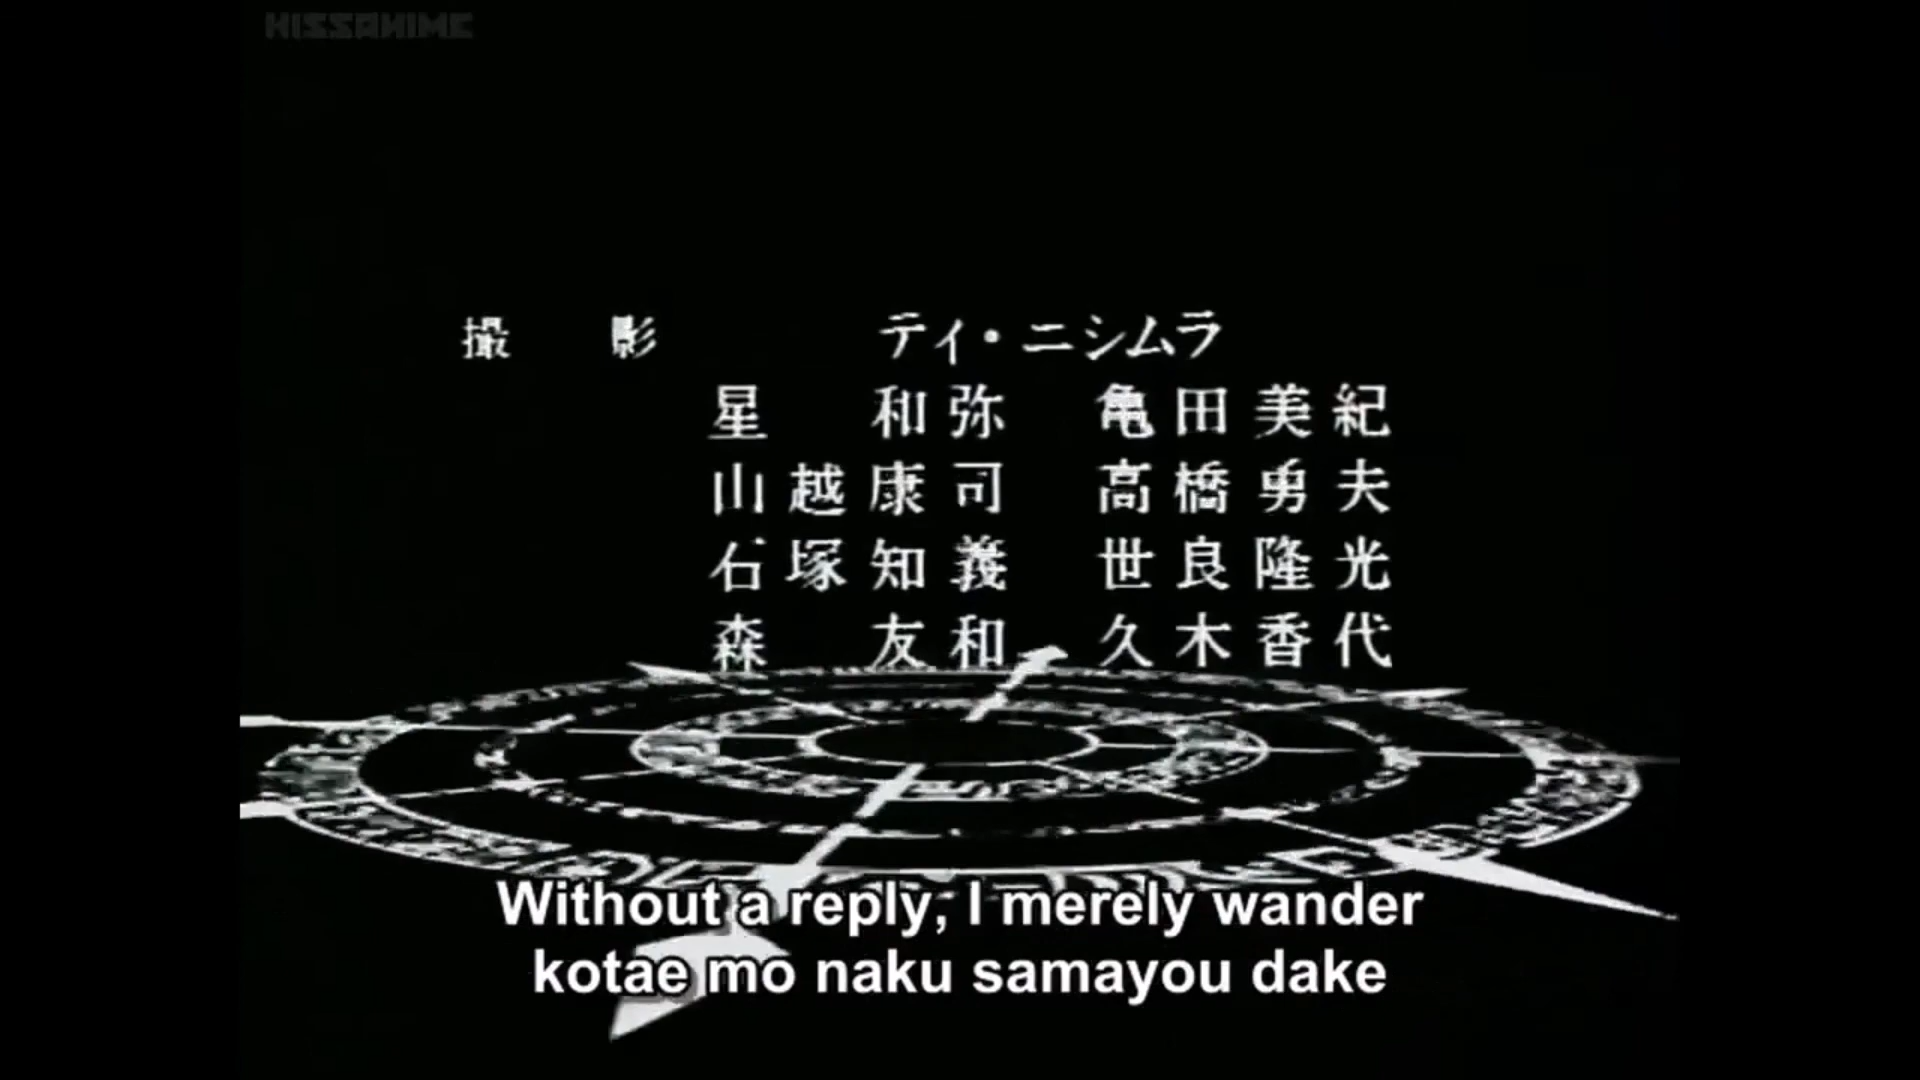 KISSANIME
撮影 ティ・ニシムラ
星 和弥 亀田美紀
山越康司 高橋勇夫
石塚知義 世良隆光
森 友和 久木香代
Without a reply, I merely wander
kotae mo naku samayou dake